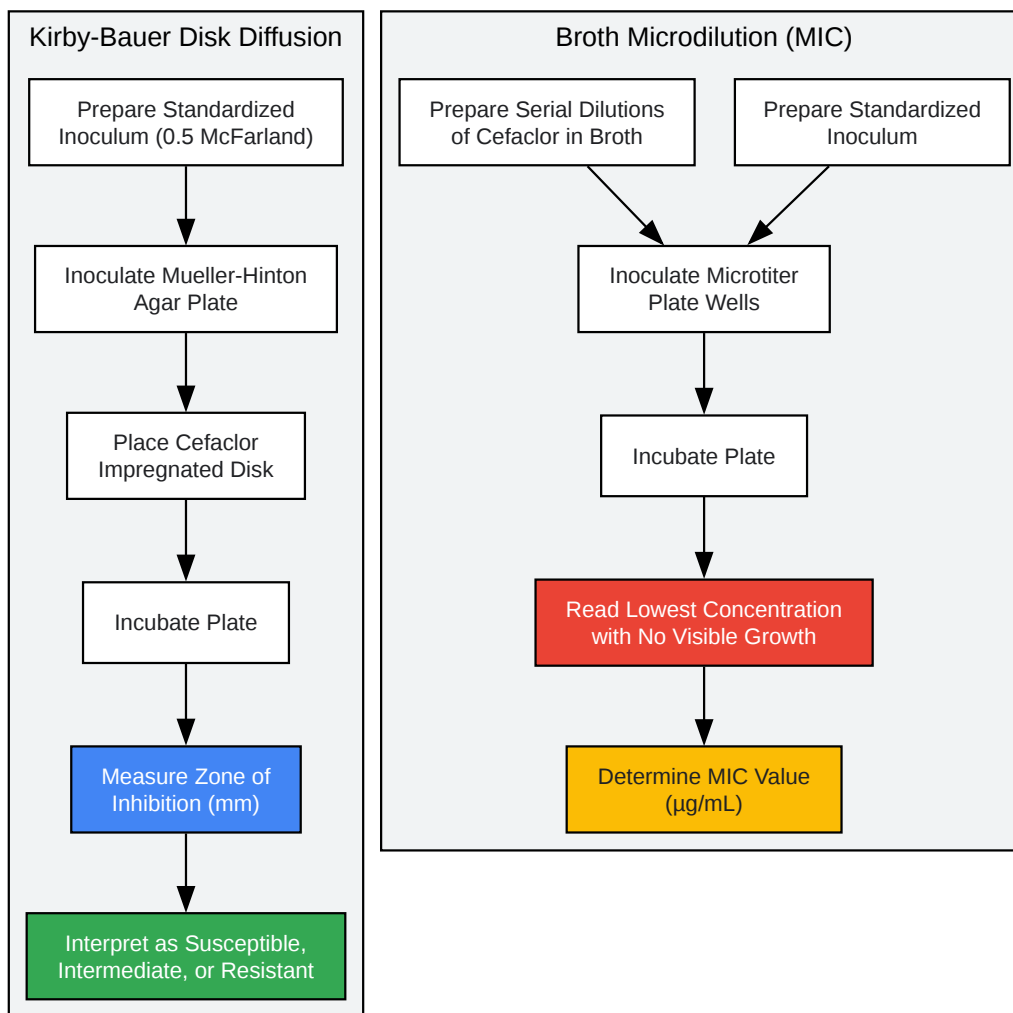 Kirby-Bauer Disk Diffusion
Prepare Standardized
Inoculum (0.5 McFarland)
Inoculate Mueller-Hinton
Agar Plate
Place Cefaclor
Impregnated Disk
Incubate Plate
Measure Zone of
Inhibition (mm)
Interpret as Susceptible,
Intermediate, or Resistant
Broth Microdilution (MIC)
Prepare Serial Dilutions
of Cefaclor in Broth
Prepare Standardized
Inoculum
Inoculate Microtiter
Plate Wells
Incubate Plate
Read Lowest Concentration
with No Visible Growth
Determine MIC Value
(µg/mL)